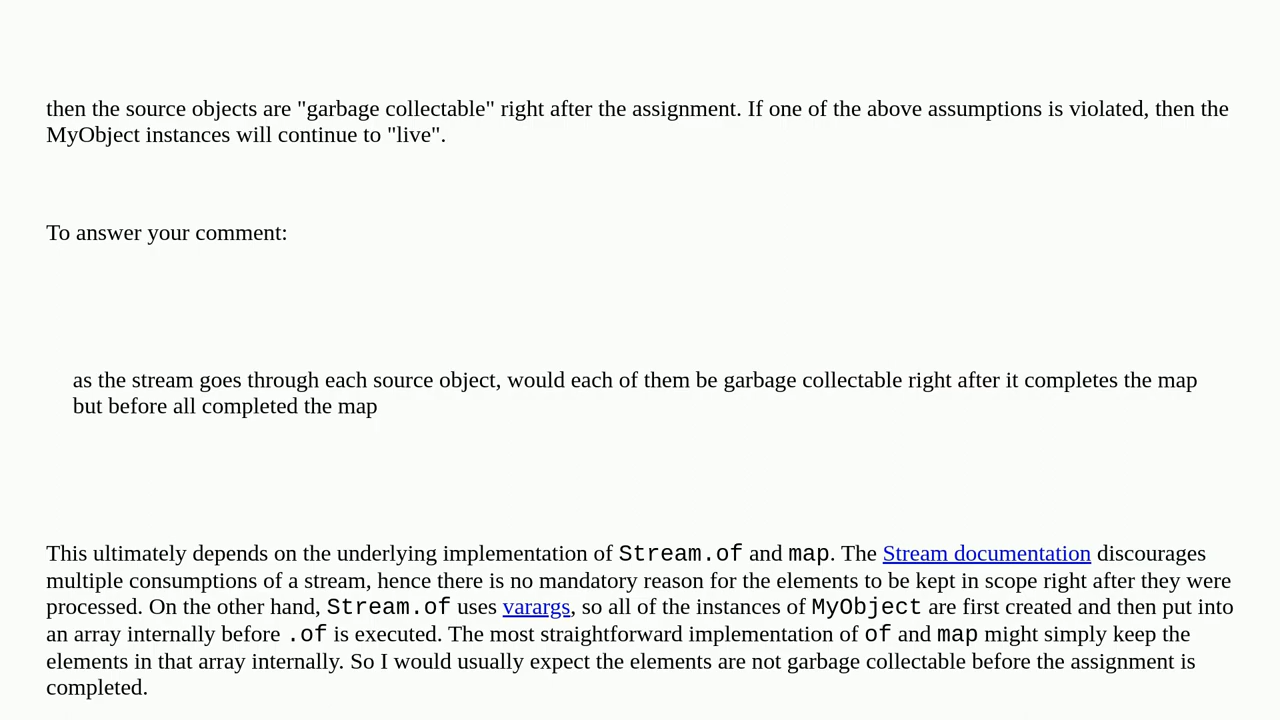 then the source objects are "garbage collectable" right after the assignment. If one of the above assumptions is violated, then the
MyObject instances will continue to "live".
To answer your comment:
as the stream goes through each source object, would each of them be garbage collectable right after it completes the map
but before all completed the map
This ultimately depends on the underlying implementation of Stream.of and map. The Stream documentation discourages
multiple consumptions of a stream, hence there is no mandatory reason for the elements to be kept in scope right after they were
processed. On the other hand, Stream.of uses varargs, so all of the instances of MyObject are first created and then put into
an array internally before .of is executed. The most straightforward implementation of of and map might simply keep the
elements in that array internally. So I would usually expect the elements are not garbage collectable before the assignment is
completed.